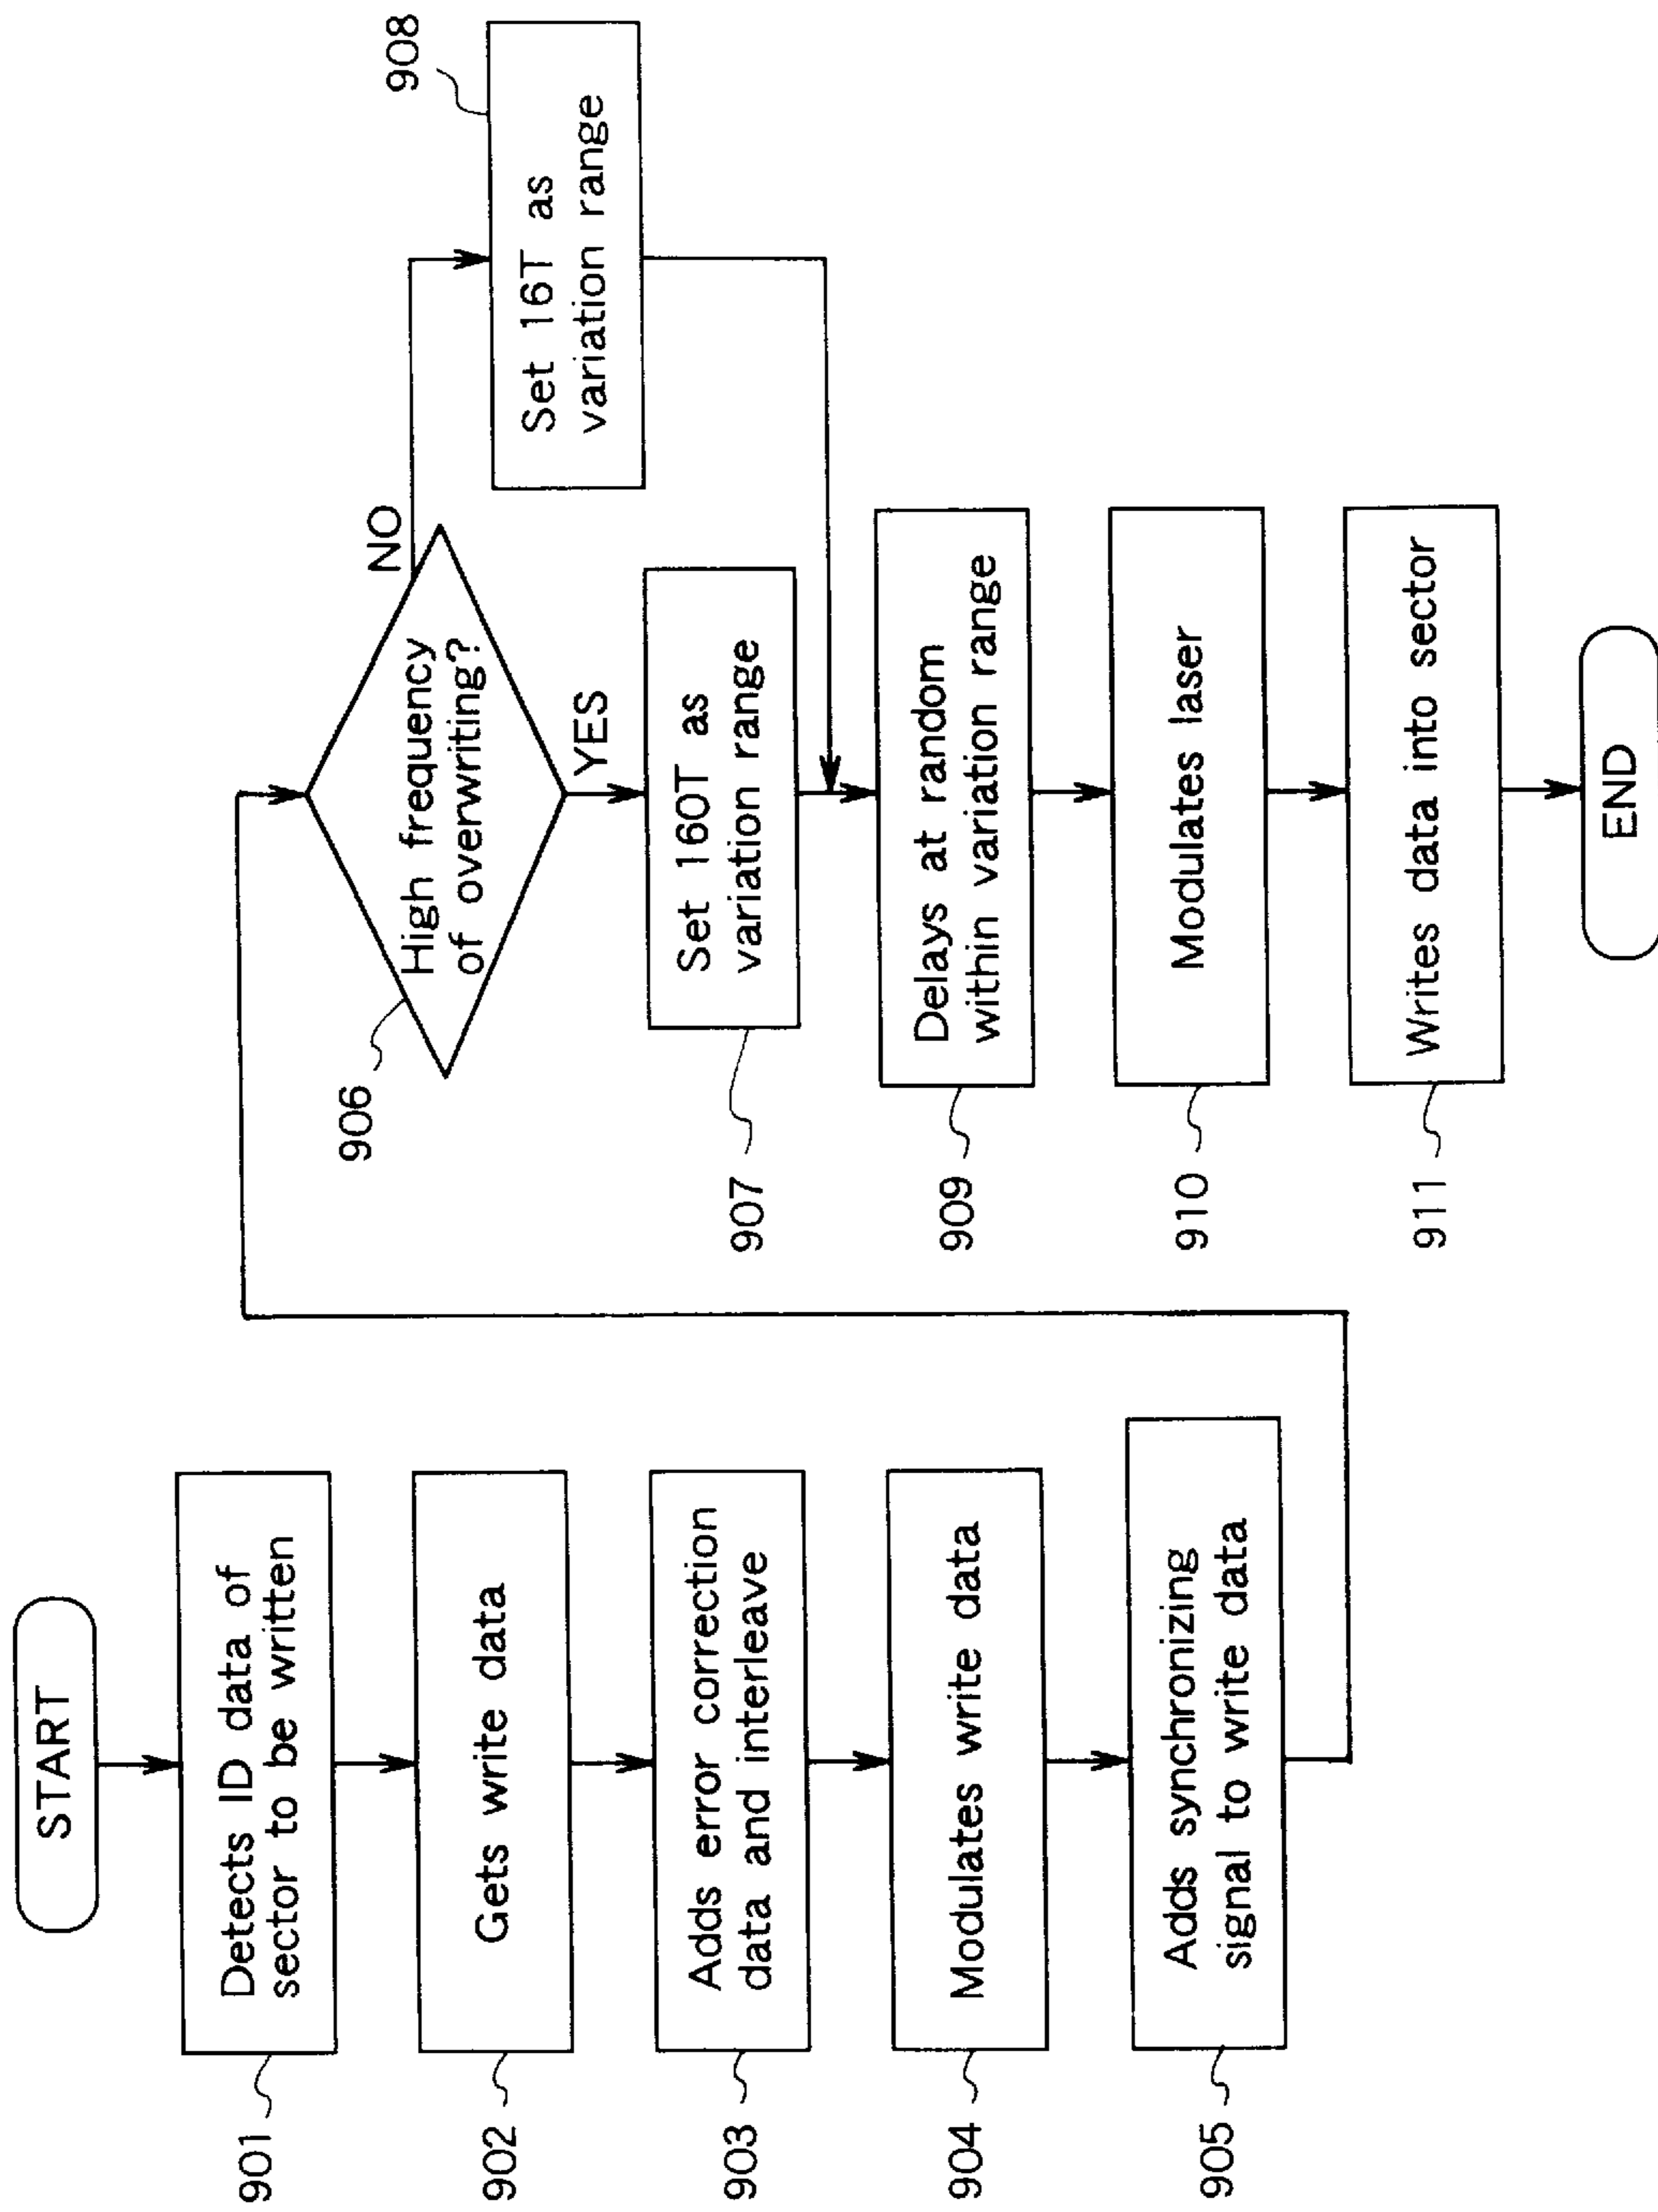 START
901
Detects ID data of
sector to be written
902
Gets write data
903
Adds error correction
data and interleave
904
Modulates write data
905
Adds synchronizing
signal to write data
906
High frequency
of overwriting?
NO
YES
907
Set 160T as
variation range
908
Set 16T as
variation range
909
Delays at random
within variation range
910
Modulates laser
911
Writes data into sector
END